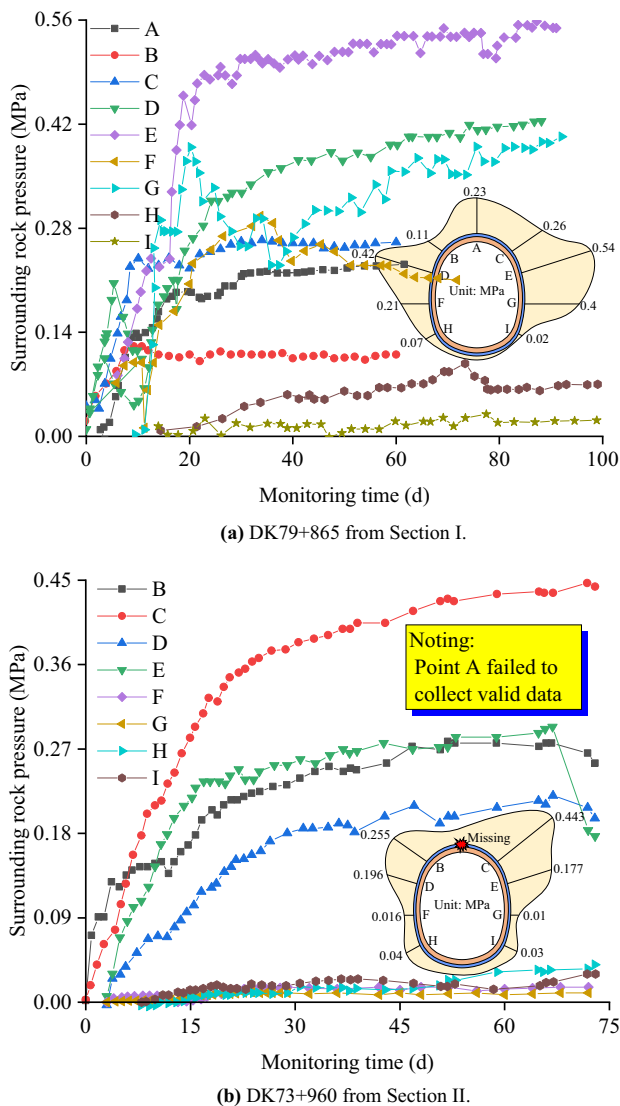 0.56
0.42
0.28
0.14
0.00
Surrounding rock pressure (MPa)
A
B
C
D
E
F
G
H
I
0.23
0.11
0.26
0.42
0.54
A
B
C
D
E
Unit: MPa
F
G
0.21
0.4
H
I
0.07
0.02
0
20
40
60
80
100
Monitoring time (d)
(a) DK79+865 from Section I.
0.45
0.36
0.27
0.18
0.09
0.00
Surrounding rock pressure (MPa)
B
C
D
E
F
G
H
I
Noting:
Point A failed to
collect valid data
0.443
0.255
Missing
B
C
0.196
0.177
D
E
Unit: MPa
0.016
F
G
0.01
H
I
0.04
0.03
0
15
30
45
60
75
Monitoring time (d)
(b) DK73+960 from Section II.